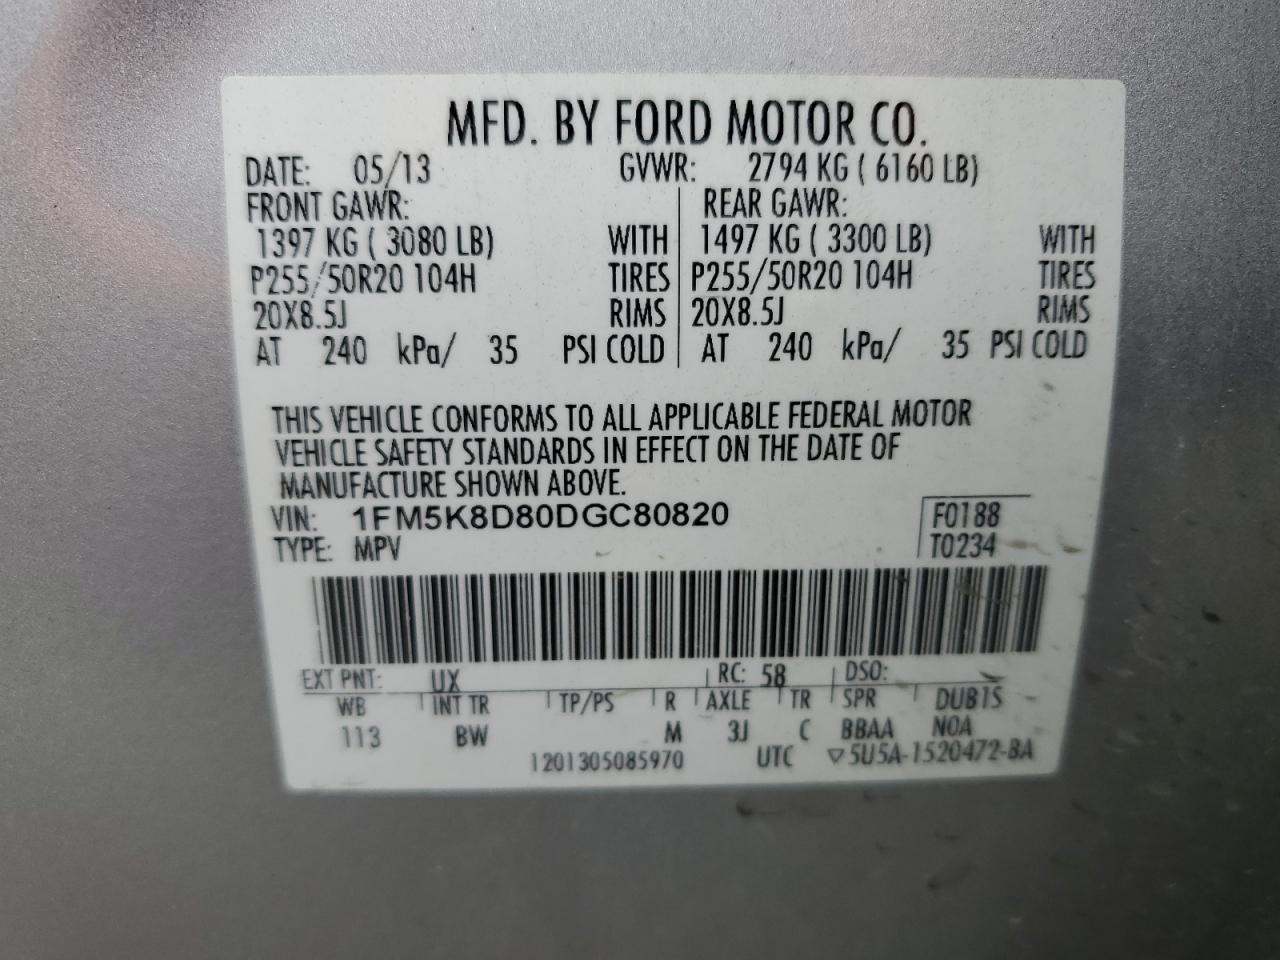 MFD. BY FORD MOTOR CO.
DATE: 05/13 GVWR: 2794 KG ( 6160 LB)
FRONT GAWR: REAR GAWR:
1397 KG ( 3080 LB) WITH 1497 KG ( 3300 LB) WITH
P255/50R20 104H TIRES P255/50R20 104H TIRES
20X8.5J RIMS 20X8.5J RIMS
AT 240 kPa/ 35 PSI COLD AT 240 kPa/ 35 PSI COLD
THIS VEHICLE CONFORMS TO ALL APPLICABLE FEDERAL MOTOR
VEHICLE SAFETY STANDARDS IN EFFECT ON THE DATE OF
MANUFACTURE SHOWN ABOVE.
VIN: 1FM5K8D80DGC80820 F0188
TYPE: MPV T0234
EXT PNT: UX RC: 58 DSO:
WB INT TR TP/PS R AXLE TR SPR DUB1S
113 BW M 3J C BBAA NOA
1201305085970 UTC ▽5U5A-1520472-BA